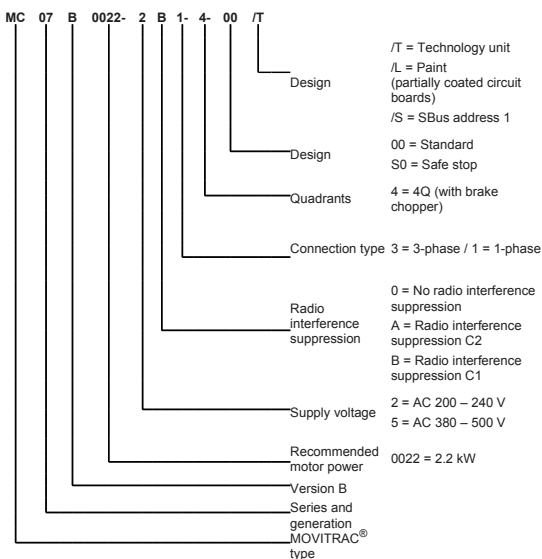 MC 07 B 0022- 2 B 1- 4- 00 /T
Design
/T = Technology unit
/L = Paint
(partially coated circuit
boards)
/S = SBus address 1
Design
00 = Standard
S0 = Safe stop
Quadrants
4 = 4Q (with brake
chopper)
Connection type 3 = 3-phase / 1 = 1-phase
Radio
interference
suppression
0 = No radio interference
suppression
A = Radio interference
suppression C2
B = Radio interference
suppression C1
Supply voltage
2 = AC 200 – 240 V
5 = AC 380 – 500 V
Recommended
motor power
0022 = 2.2 kW
Version B
Series and
generation
MOVITRAC®
type